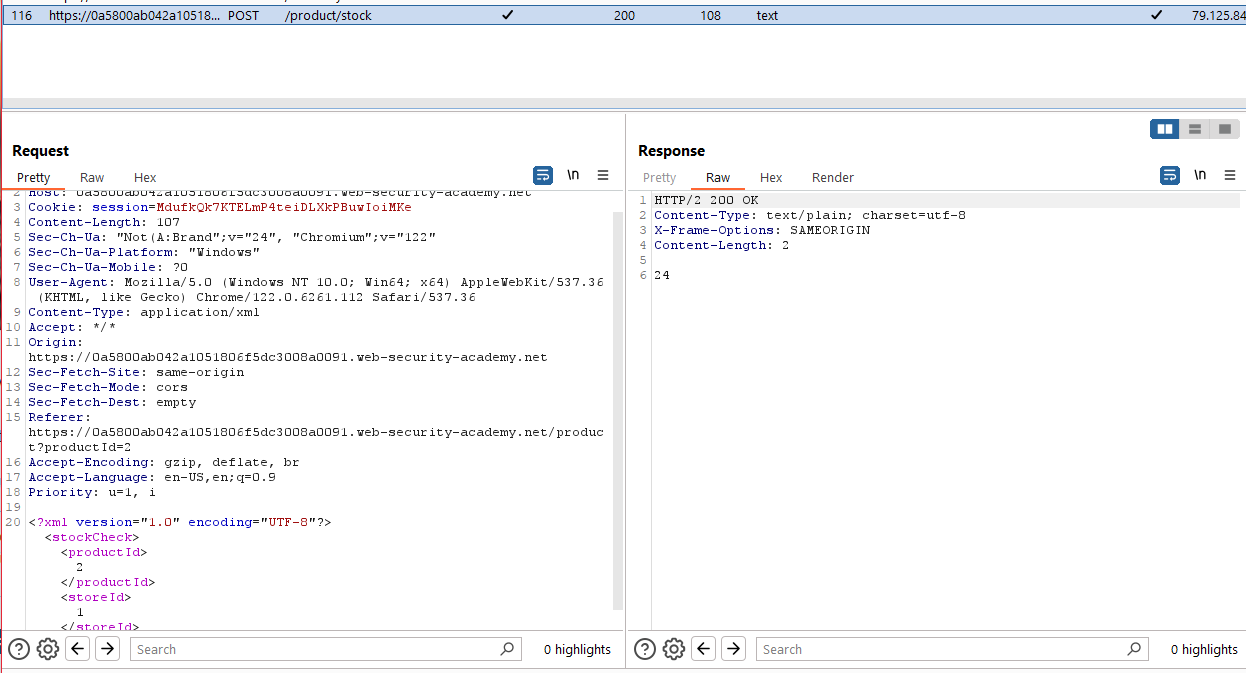 116 https://0a5800ab042a10518... POST /product/stock ✓ 200 108 text ✓ 79.125.84
Request
Pretty Raw Hex \n
2 Host: 0a5800ab042a1051806f5dc3008a0091.web-security-academy.net
3 Cookie: session=MdufkQk7KTELmP4teiDLXkPBuwIoiMKe
4 Content-Length: 107
5 Sec-Ch-Ua: "Not(A:Brand";v="24", "Chromium";v="122"
6 Sec-Ch-Ua-Platform: "Windows"
7 Sec-Ch-Ua-Mobile: ?0
8 User-Agent: Mozilla/5.0 (Windows NT 10.0; Win64; x64) AppleWebKit/537.36
(KHTML, like Gecko) Chrome/122.0.6261.112 Safari/537.36
9 Content-Type: application/xml
10 Accept: */*
11 Origin:
https://0a5800ab042a1051806f5dc3008a0091.web-security-academy.net
12 Sec-Fetch-Site: same-origin
13 Sec-Fetch-Mode: cors
14 Sec-Fetch-Dest: empty
15 Referer:
https://0a5800ab042a1051806f5dc3008a0091.web-security-academy.net/produc
t?productId=2
16 Accept-Encoding: gzip, deflate, br
17 Accept-Language: en-US,en;q=0.9
18 Priority: u=1, i
19
20 <?xml version="1.0" encoding="UTF-8"?>
<stockCheck>
<productId>
2
</productId>
<storeId>
1
</storeId>
Search
0 highlights
Response
Pretty Raw Hex Render \n
1 HTTP/2 200 OK
2 Content-Type: text/plain; charset=utf-8
3 X-Frame-Options: SAMEORIGIN
4 Content-Length: 2
5
6 24
Search
0 highlights